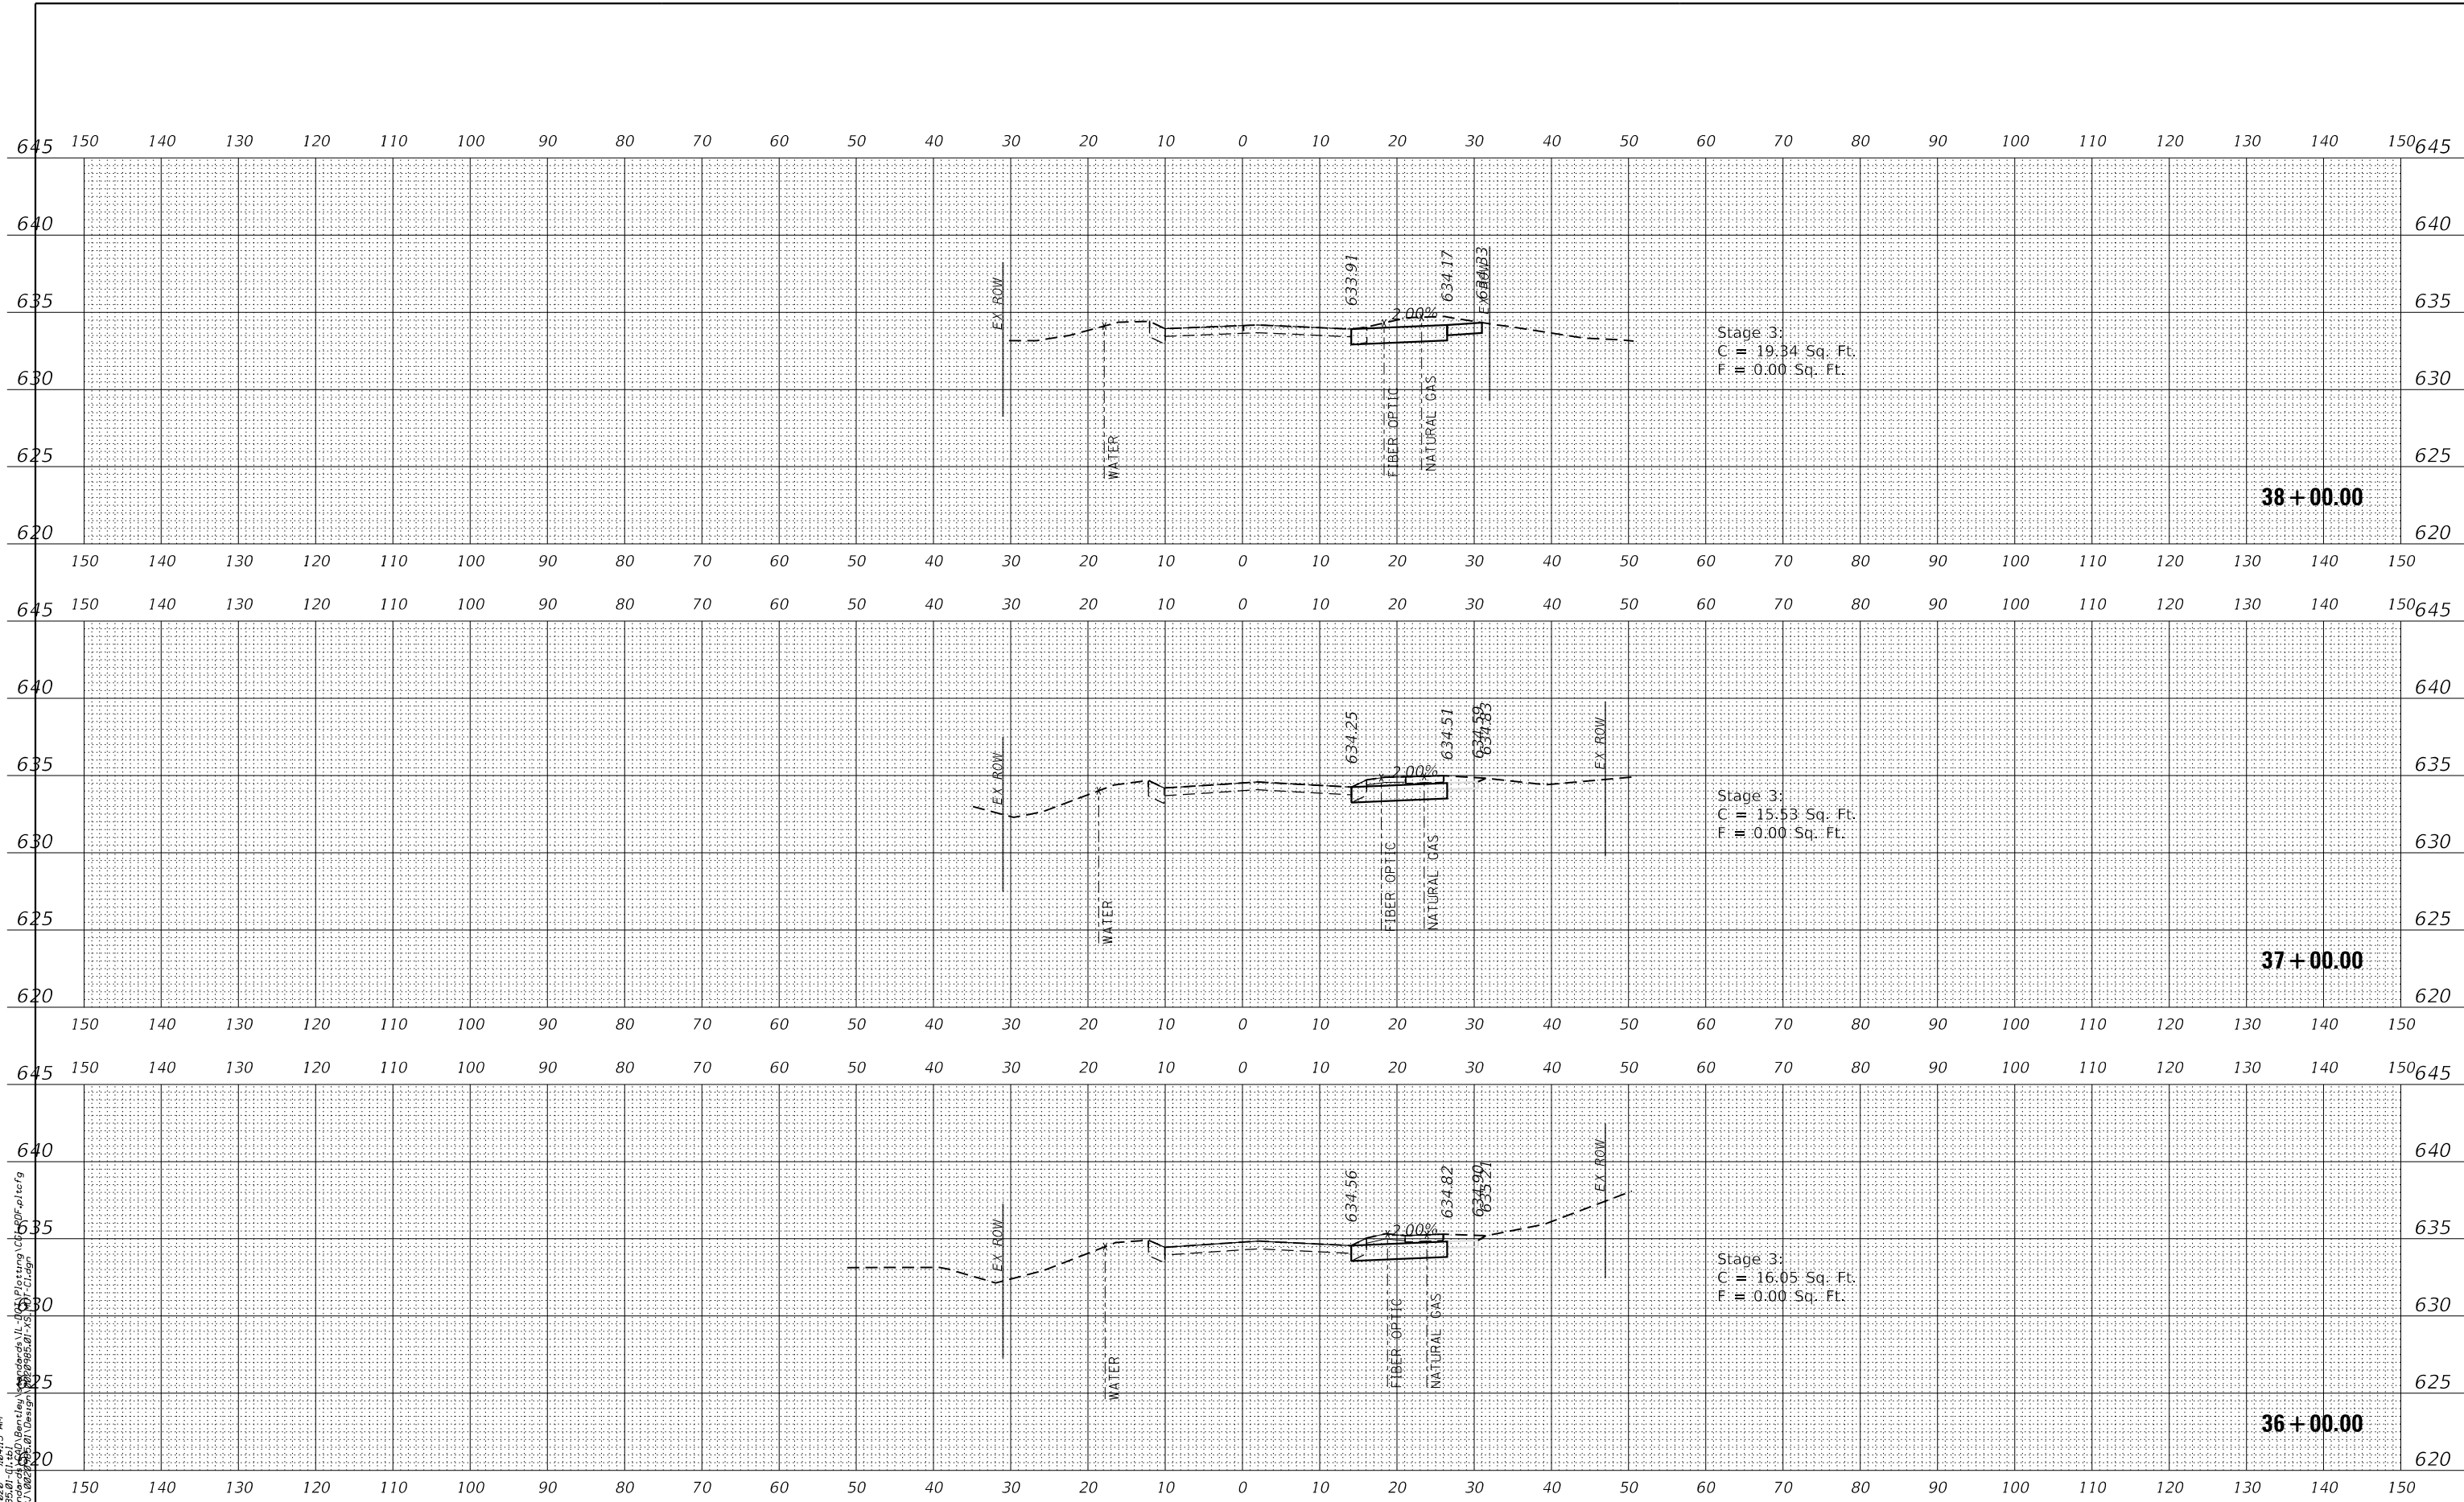 150 140 130 120 110 100 90 80 70 60 50 40 30 20 10 0 10 20 30 40 50 60 70 80 90 100 110 120 130 140 150
645 645
640 640
635 635
630 630
625 625
620 620
EX ROW
633.91
634.17
634.33
EX ROW
2.00%
WATER
FIBER OPTIC
NATURAL GAS
Stage 3:
C = 19.34 Sq. Ft.
F = 0.00 Sq. Ft.
38+00.00
150 140 130 120 110 100 90 80 70 60 50 40 30 20 10 0 10 20 30 40 50 60 70 80 90 100 110 120 130 140 150
150 140 130 120 110 100 90 80 70 60 50 40 30 20 10 0 10 20 30 40 50 60 70 80 90 100 110 120 130 140 150
645 645
640 640
635 635
630 630
625 625
620 620
EX ROW
634.25
634.51
634.59
634.83
EX ROW
2.00%
WATER
FIBER OPTIC
NATURAL GAS
Stage 3:
C = 15.53 Sq. Ft.
F = 0.00 Sq. Ft.
37+00.00
150 140 130 120 110 100 90 80 70 60 50 40 30 20 10 0 10 20 30 40 50 60 70 80 90 100 110 120 130 140 150
150 140 130 120 110 100 90 80 70 60 50 40 30 20 10 0 10 20 30 40 50 60 70 80 90 100 110 120 130 140 150
645 645
640 640
635 635
630 630
625 625
620 620
EX ROW
634.56
634.82
634.90
635.21
EX ROW
2.00%
WATER
FIBER OPTIC
NATURAL GAS
Stage 3:
C = 16.05 Sq. Ft.
F = 0.00 Sq. Ft.
36+00.00
150 140 130 120 110 100 90 80 70 60 50 40 30 20 10 0 10 20 30 40 50 60 70 80 90 100 110 120 130 140 150